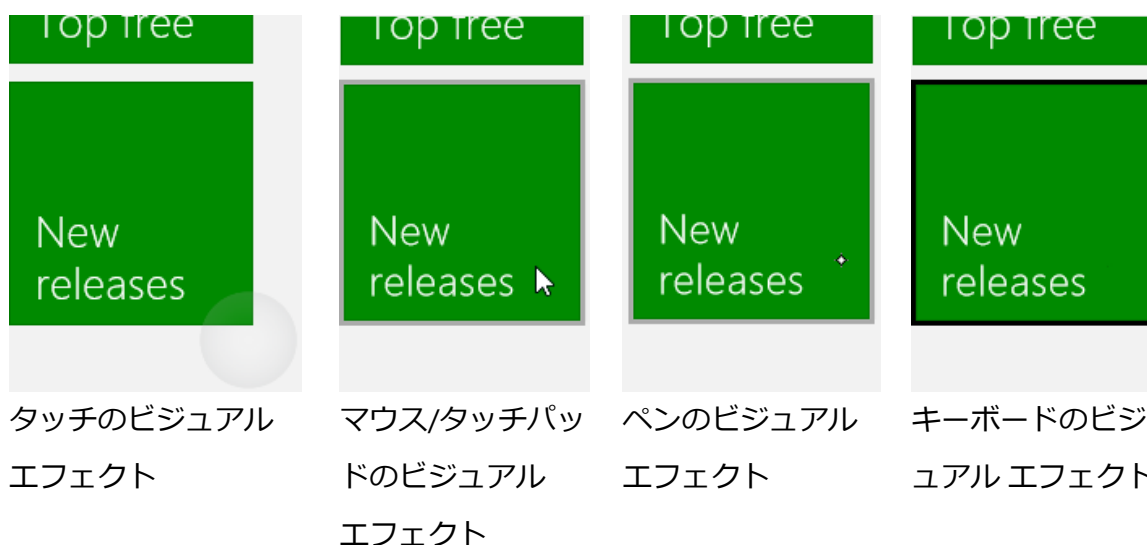 Top free
New
releases
タッチのビジュアル
エフェクト
Top free
New
releases
マウス/タッチパッ
ドのビジュアル
エフェクト
Top free
New
releases
ペンのビジュアル
エフェクト
Top free
New
releases
キーボードのビジ
ュアル エフェクト